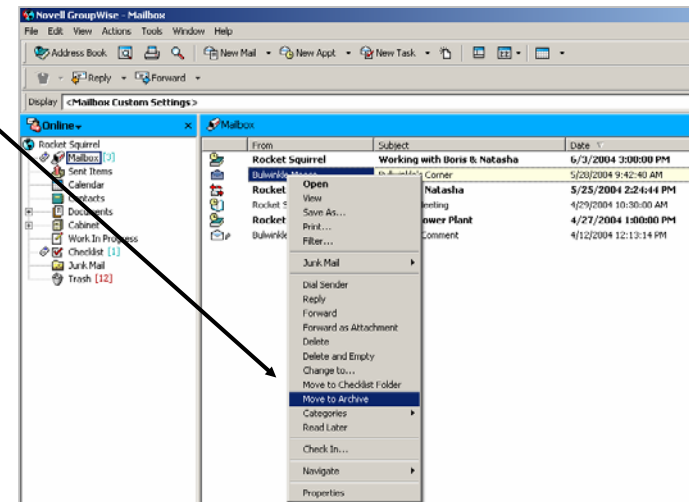 Novell GroupWise - Mailbox
File Edit View Actions Tools Window Help
Address Book New Mail New Appt New Task
Reply Forward
Display <Mailbox Custom Settings>
Online
Mailbox
From Subject Date
Rocket Squirrel
Mailbox [3]
Sent Items
Calendar
Contacts
Documents
Cabinet
Work In Progress
Checklist [1]
Junk Mail
Trash [12]
Rocket Squirrel Working with Boris & Natasha 6/3/2004 3:00:00 PM
Bulwinkle Corner 5/28/2004 9:42:40 AM
Rocket Natasha 5/25/2004 2:24:44 PM
Rocket S 4/29/2004 10:30:00 AM
Rocket ower Plant 4/27/2004 1:00:00 PM
Bulwinkle Comment 4/12/2004 12:13:14 PM
Open
View
Save As...
Print...
Filter...
Junk Mail
Dial Sender
Reply
Forward
Forward as Attachment
Delete
Delete and Empty
Change to...
Move to Checklist Folder
Move to Archive
Categories
Read Later
Check In...
Navigate
Properties